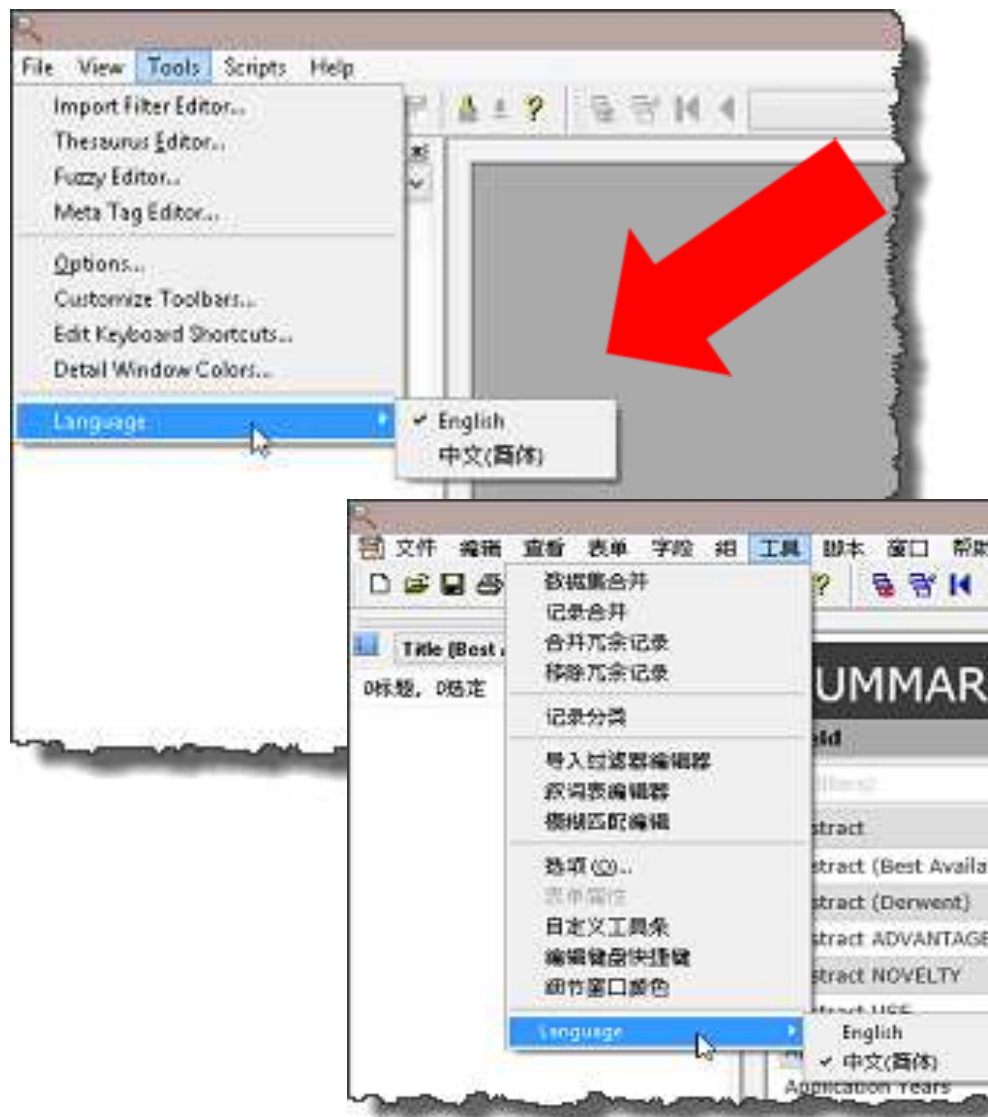 File View Tools Scripts Help
Import Filter Editor...
Thesaurus Editor...
Fuzzy Editor...
Meta Tag Editor...
Options...
Customize Toolbars...
Edit Keyboard Shortcuts...
Detail Window Colors...
Language
English
中文(简体)
文件 编辑 查看 表单 字段 组 工具 脚本 窗口 帮助
数据集合并
记录合并
合并冗余记录
移除冗余记录
记录分类
导入过滤器编辑器
叙词表编辑器
模糊匹配编辑
选项(O)...
表单属性
自定义工具条
编辑键盘快捷键
细节窗口颜色
Language
English
中文(简体)
Title (Best
0标题, 0选定
UMMAR
eld
stract
stract (Best Availa
stract (Derwent)
stract ADVANTAGE
stract NOVELTY
stract USE
Application Years